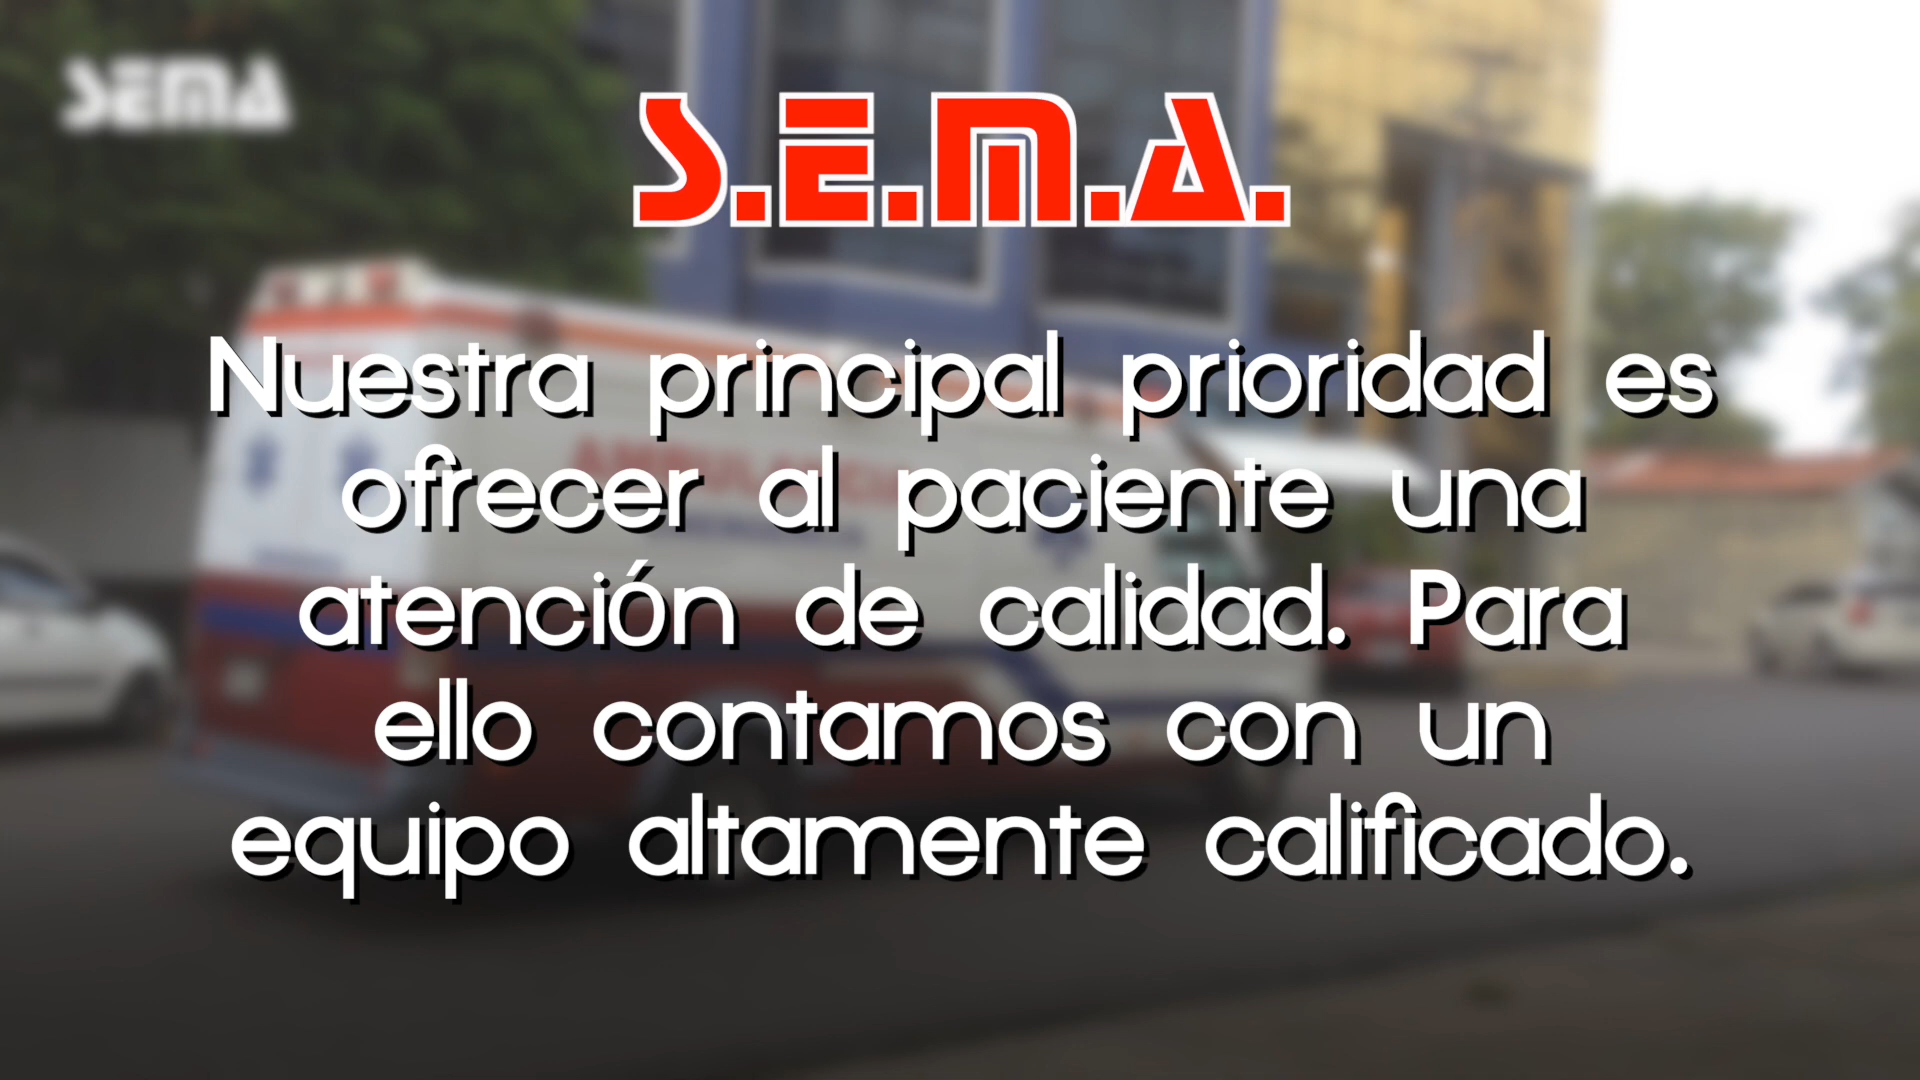 SEMA
S.E.M.A.
Nuestra principal prioridad es
ofrecer al paciente una
atención de calidad. Para
ello contamos con un
equipo altamente calificado.
AMBULANCIA